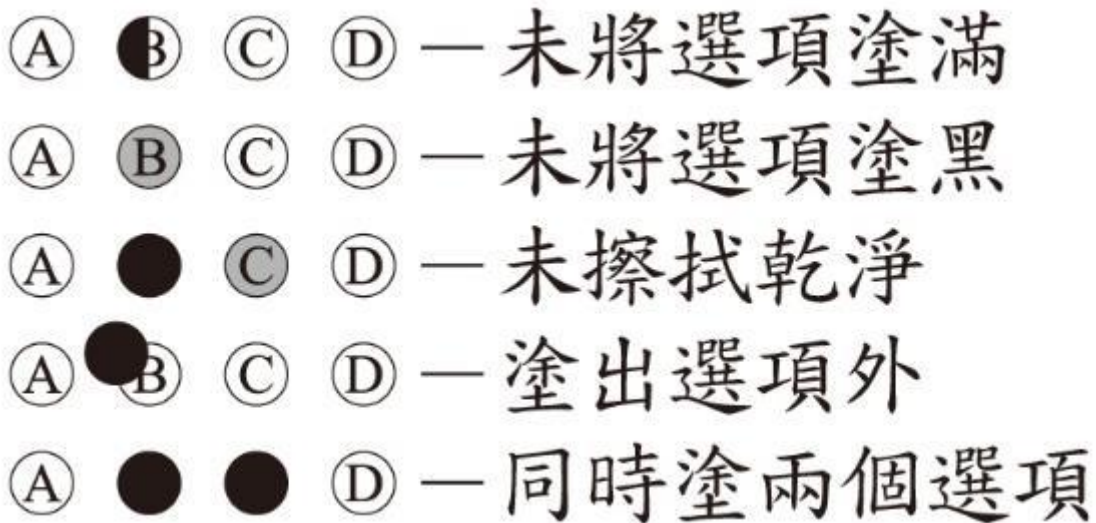 Ⓐ Ⓑ Ⓒ Ⓓ — 未將選項塗滿
Ⓐ Ⓑ Ⓒ Ⓓ — 未將選項塗黑
Ⓐ ● Ⓒ Ⓓ — 未擦拭乾淨
Ⓐ Ⓑ Ⓒ Ⓓ — 塗出選項外
Ⓐ ● ● Ⓓ — 同時塗兩個選項